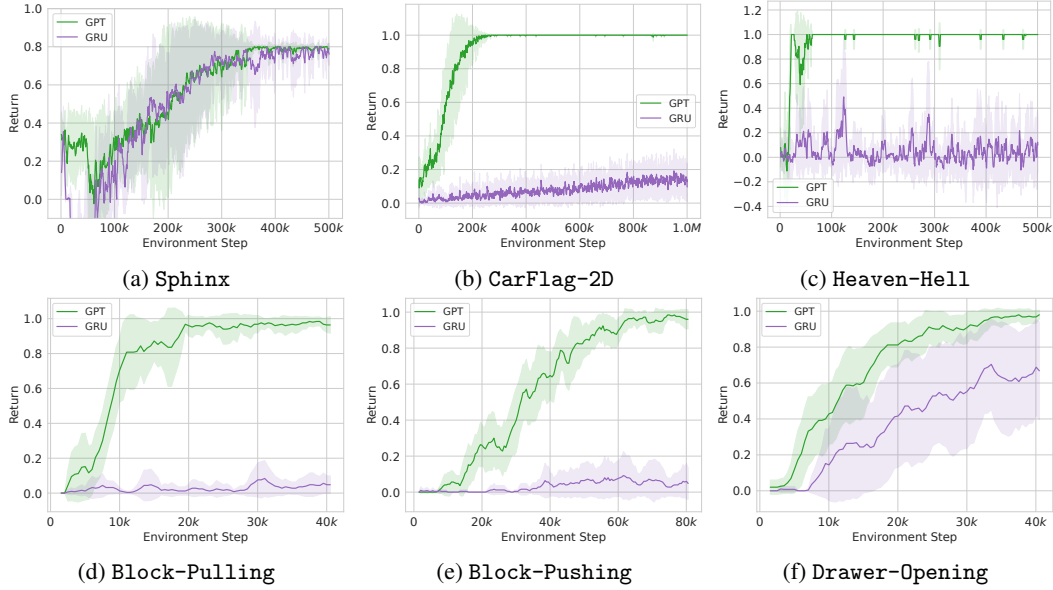 Return
0.8
0.6
0.4
0.2
0.0
GPT
GRU
0 100k 200k 300k 400k 500k
Environment Step
(a) Sphinx
Return
1.0
0.8
0.6
0.4
0.2
0.0
GPT
GRU
0 200k 400k 600k 800k 1.0M
Environment Step
(b) CarFlag-2D
Return
1.2
1.0
0.8
0.6
0.4
0.2
0.0
−0.2
−0.4
GPT
GRU
0 100k 200k 300k 400k 500k
Environment Step
(c) Heaven-Hell
Return
1.0
0.8
0.6
0.4
0.2
0.0
GPT
GRU
10k 20k 30k 40k
Environment Step
(d) Block-Pulling
Return
1.0
0.8
0.6
0.4
0.2
0.0
GPT
GRU
20k 40k 60k 80k
Environment Step
(e) Block-Pushing
Return
1.0
0.8
0.6
0.4
0.2
0.0
GPT
GRU
0 10k 20k 30k 40k
Environment Step
(f) Drawer-Opening